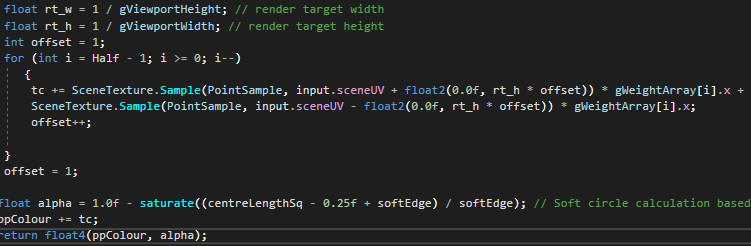 float rt_w = 1 / gViewportHeight; // render target width
float rt_h = 1 / gViewportWidth; // render target height
int offset = 1;
for (int i = Half - 1; i >= 0; i--)
{
tc += SceneTexture.Sample(PointSample, input.sceneUV + float2(0.0f, rt_h * offset)) * gWeightArray[i].x +
SceneTexture.Sample(PointSample, input.sceneUV - float2(0.0f, rt_h * offset)) * gWeightArray[i].x;
offset++;
}
offset = 1;
float alpha = 1.0f - saturate((centreLengthSq - 0.25f + softEdge) / softEdge); // Soft circle calculation based
ppColour += tc;
return float4(ppColour, alpha);